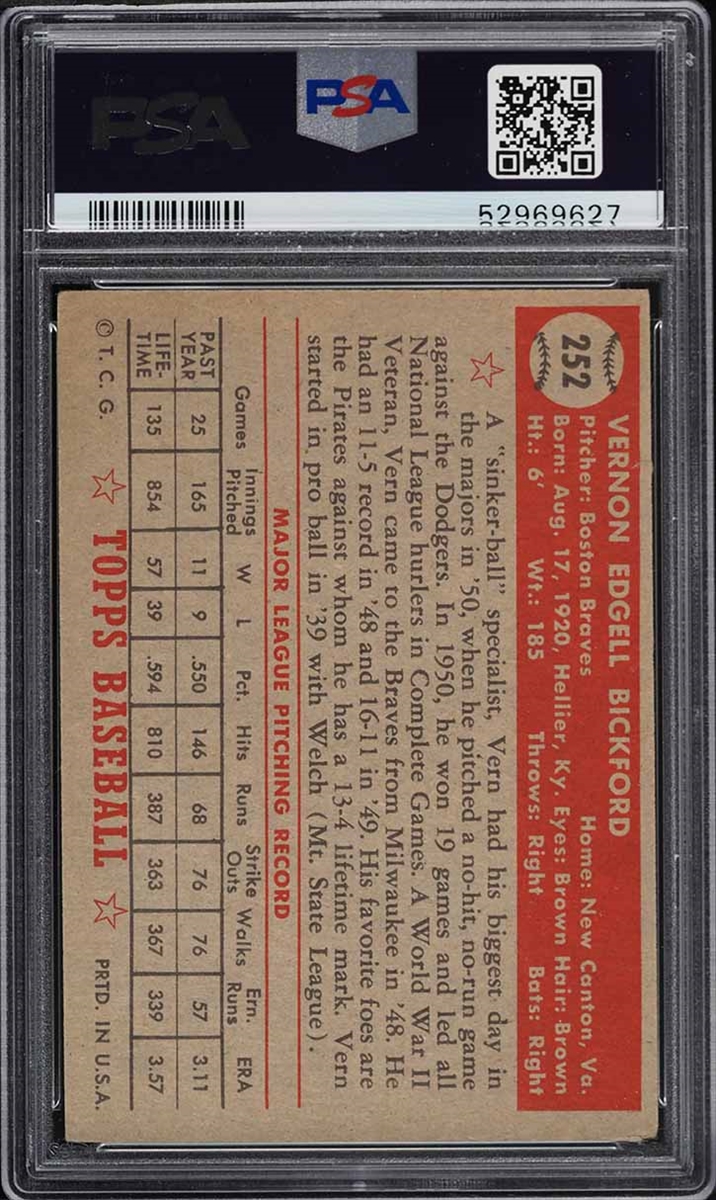 PSA
PSA
52969627
252
VERNON EDGELL BICKFORD
Pitcher: Boston Braves Home: New Canton, Va.
Born: Aug. 17, 1920, Hellier, Ky. Eyes: Brown Hair: Brown
Ht.: 6′ Wt.: 185 Throws: Right Bats: Right
A "sinker-ball" specialist, Vern had his biggest day in
the majors in '50, when he pitched a no-hit, no-run game
against the Dodgers. In 1950, he won 19 games and led all
National League hurlers in Complete Games. A World War II
Veteran, Vern came to the Braves from Milwaukee in '48. He
had an 11-5 record in '48 and 16-11 in '49. His favorite foes are
the Pirates against whom he has a 13-4 lifetime mark. Vern
started in pro ball in '39 with Welch (Mt. State League).
MAJOR LEAGUE PITCHING RECORD
Games Innings Pitched W L Pct. Hits Runs Strike Outs Walks Ern. Runs ERA
PAST YEAR 25 165 11 9 .550 146 68 76 76 57 3.11
LIFE-TIME 135 854 57 39 .594 810 387 363 367 339 3.57
© T. C. G. TOPPS BASEBALL PRTD. IN U.S.A.